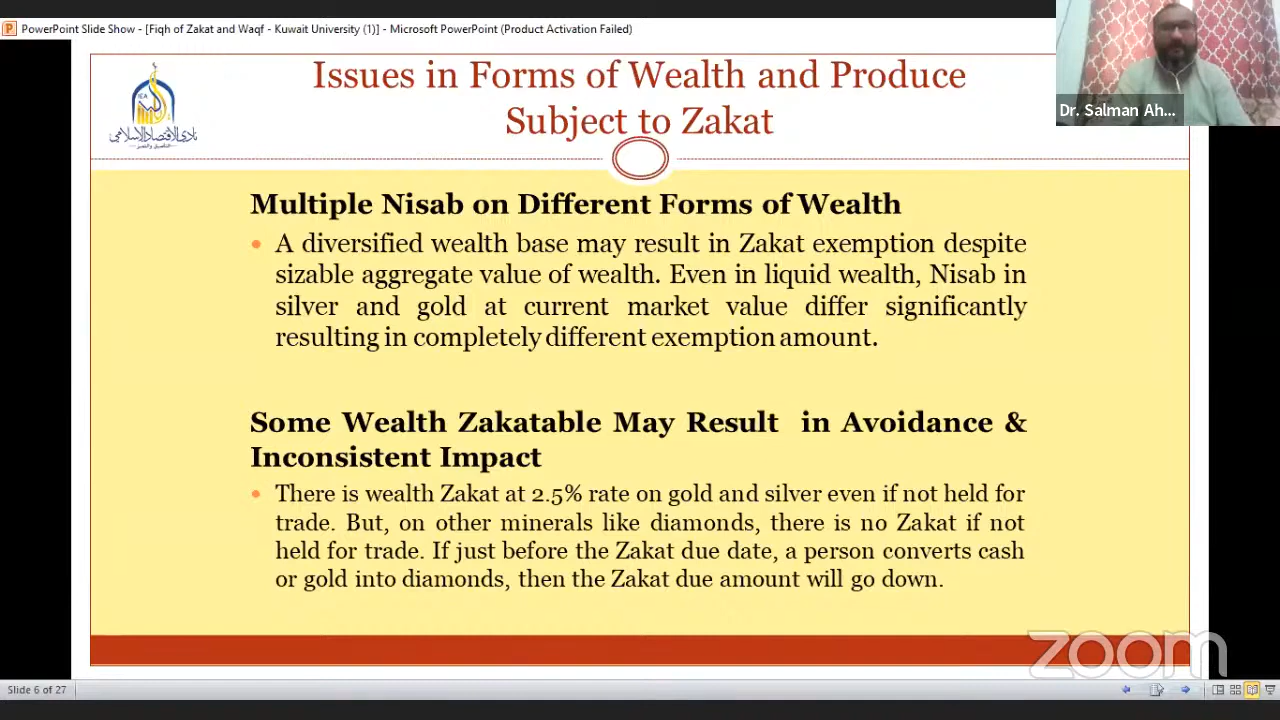 PowerPoint Slide Show - [Fiqh of Zakat and Waqf - Kuwait University (1)] - Microsoft PowerPoint (Product Activation Failed)
Issues in Forms of Wealth and Produce
Subject to Zakat
Dr. Salman Ah...
IEA
نادي الاقتصاد الإسلامي
Multiple Nisab on Different Forms of Wealth
• A diversified wealth base may result in Zakat exemption despite
sizable aggregate value of wealth. Even in liquid wealth, Nisab in
silver and gold at current market value differ significantly
resulting in completely different exemption amount.
Some Wealth Zakatable May Result in Avoidance &
Inconsistent Impact
• There is wealth Zakat at 2.5% rate on gold and silver even if not held for
trade. But, on other minerals like diamonds, there is no Zakat if not
held for trade. If just before the Zakat due date, a person converts cash
or gold into diamonds, then the Zakat due amount will go down.
zoom
Slide 6 of 27